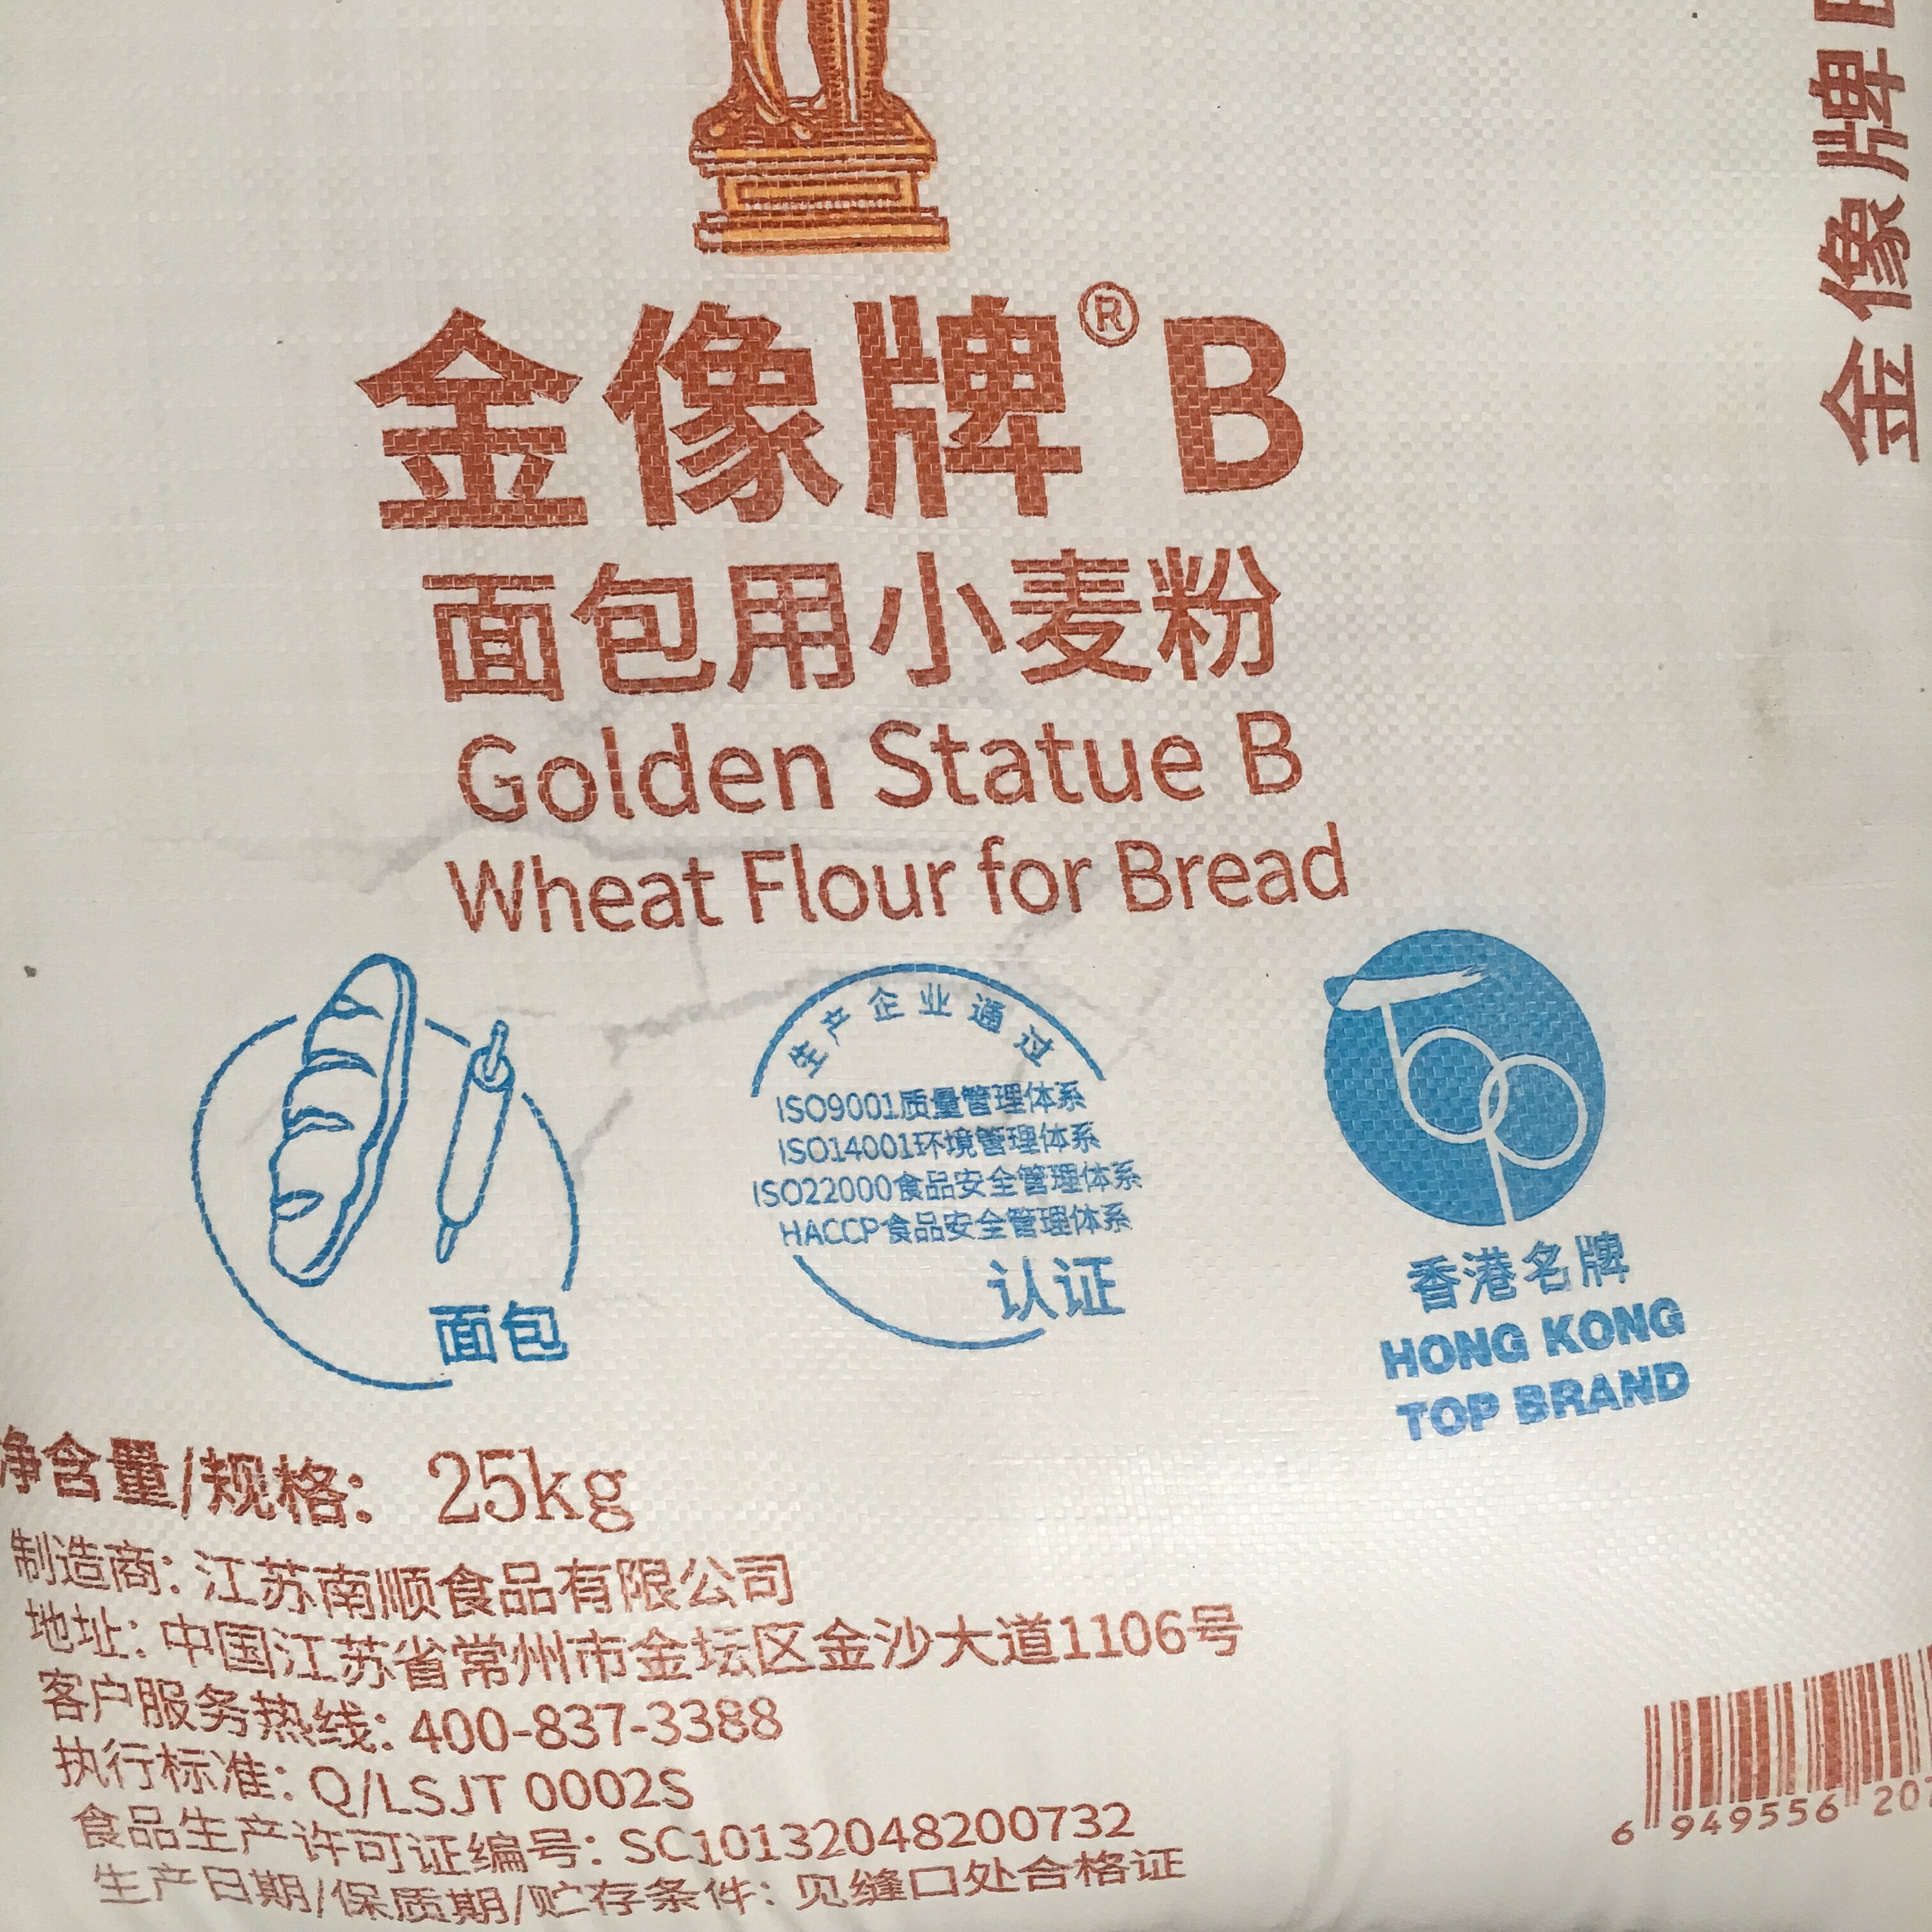 金像牌® B
面包用小麦粉
Golden Statue B
Wheat Flour for Bread
面包
生产企业通过
ISO9001质量管理体系
ISO14001环境管理体系
ISO22000食品安全管理体系
HACCP食品安全管理体系
认证
香港名牌
HONG KONG
TOP BRAND
净含量/规格: 25kg
制造商: 江苏南顺食品有限公司
地址: 中国江苏省常州市金坛区金沙大道1106号
客户服务热线: 400-837-3388
执行标准: Q/LSJT 0002S
食品生产许可证编号: SC10132048200732
生产日期/保质期/贮存条件: 见缝口处合格证
金像牌
6 949556 207